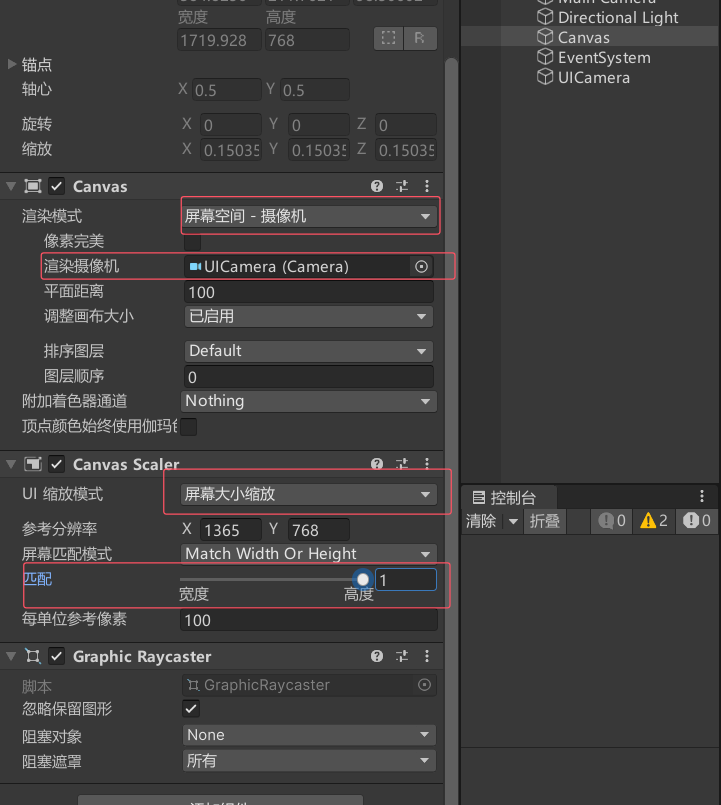 宽度 高度
1719.928 768 R
锚点
轴心 X 0.5 Y 0.5
旋转 X 0 Y 0 Z 0
缩放 X 0.15035 Y 0.15035 Z 0.15035
Canvas
渲染模式 屏幕空间 - 摄像机
像素完美
渲染摄像机 UICamera (Camera)
平面距离 100
调整画布大小 已启用
排序图层 Default
图层顺序 0
附加着色器通道 Nothing
顶点颜色始终使用伽玛
Canvas Scaler
UI 缩放模式 屏幕大小缩放
参考分辨率 X 1365 Y 768
屏幕匹配模式 Match Width Or Height
匹配 1
宽度 高度
每单位参考像素 100
Graphic Raycaster
脚本 GraphicRaycaster
忽略保留图形
阻塞对象 None
阻塞遮罩 所有
Main Camera
Directional Light
Canvas
EventSystem
UICamera
控制台
清除 折叠 0 2 0